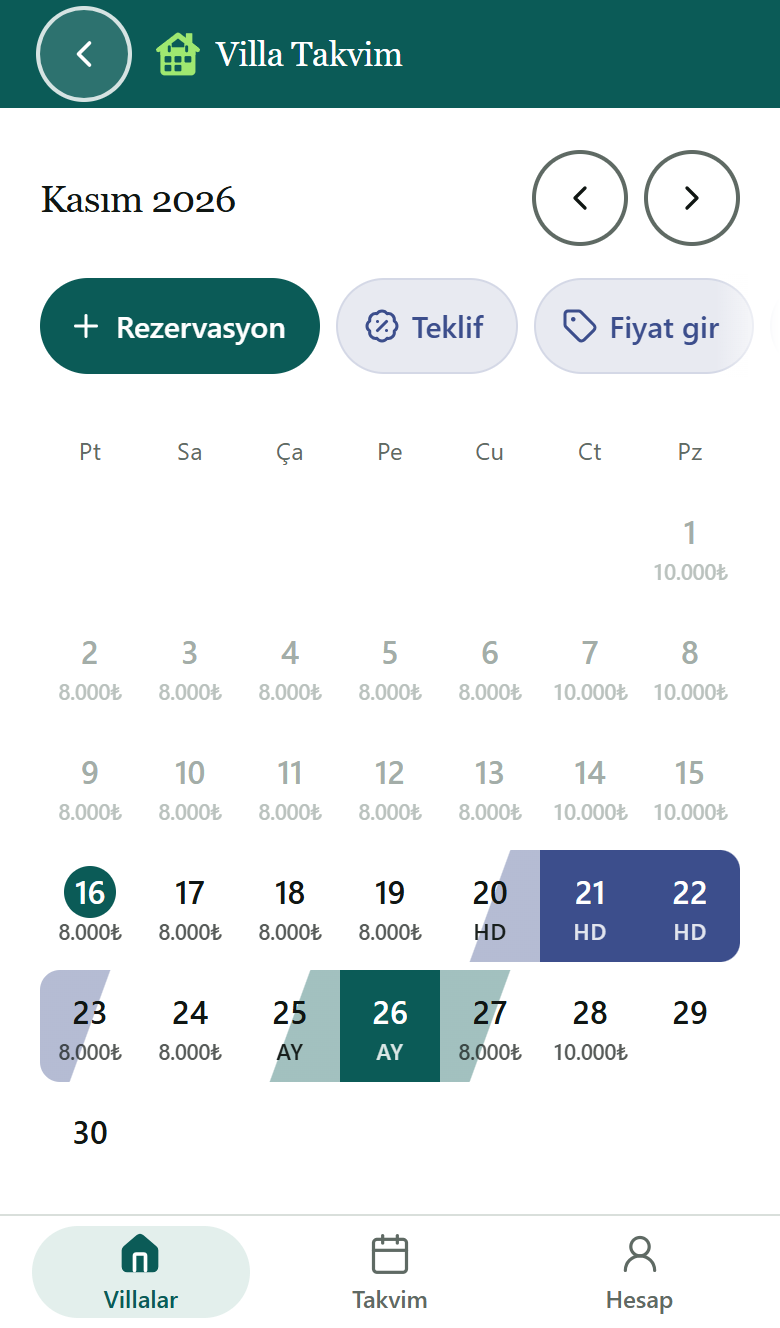 Villa Takvim
Kasım 2026
Rezervasyon Teklif Fiyat gir
Pt Sa Ça Pe Cu Ct Pz
1
10.000₺
2 3 4 5 6 7 8
8.000₺ 8.000₺ 8.000₺ 8.000₺ 8.000₺ 10.000₺ 10.000₺
9 10 11 12 13 14 15
8.000₺ 8.000₺ 8.000₺ 8.000₺ 8.000₺ 10.000₺ 10.000₺
16 17 18 19 20 21 22
8.000₺ 8.000₺ 8.000₺ 8.000₺ HD HD HD
23 24 25 26 27 28 29
8.000₺ 8.000₺ AY AY 8.000₺ 10.000₺
30
Villalar Takvim Hesap